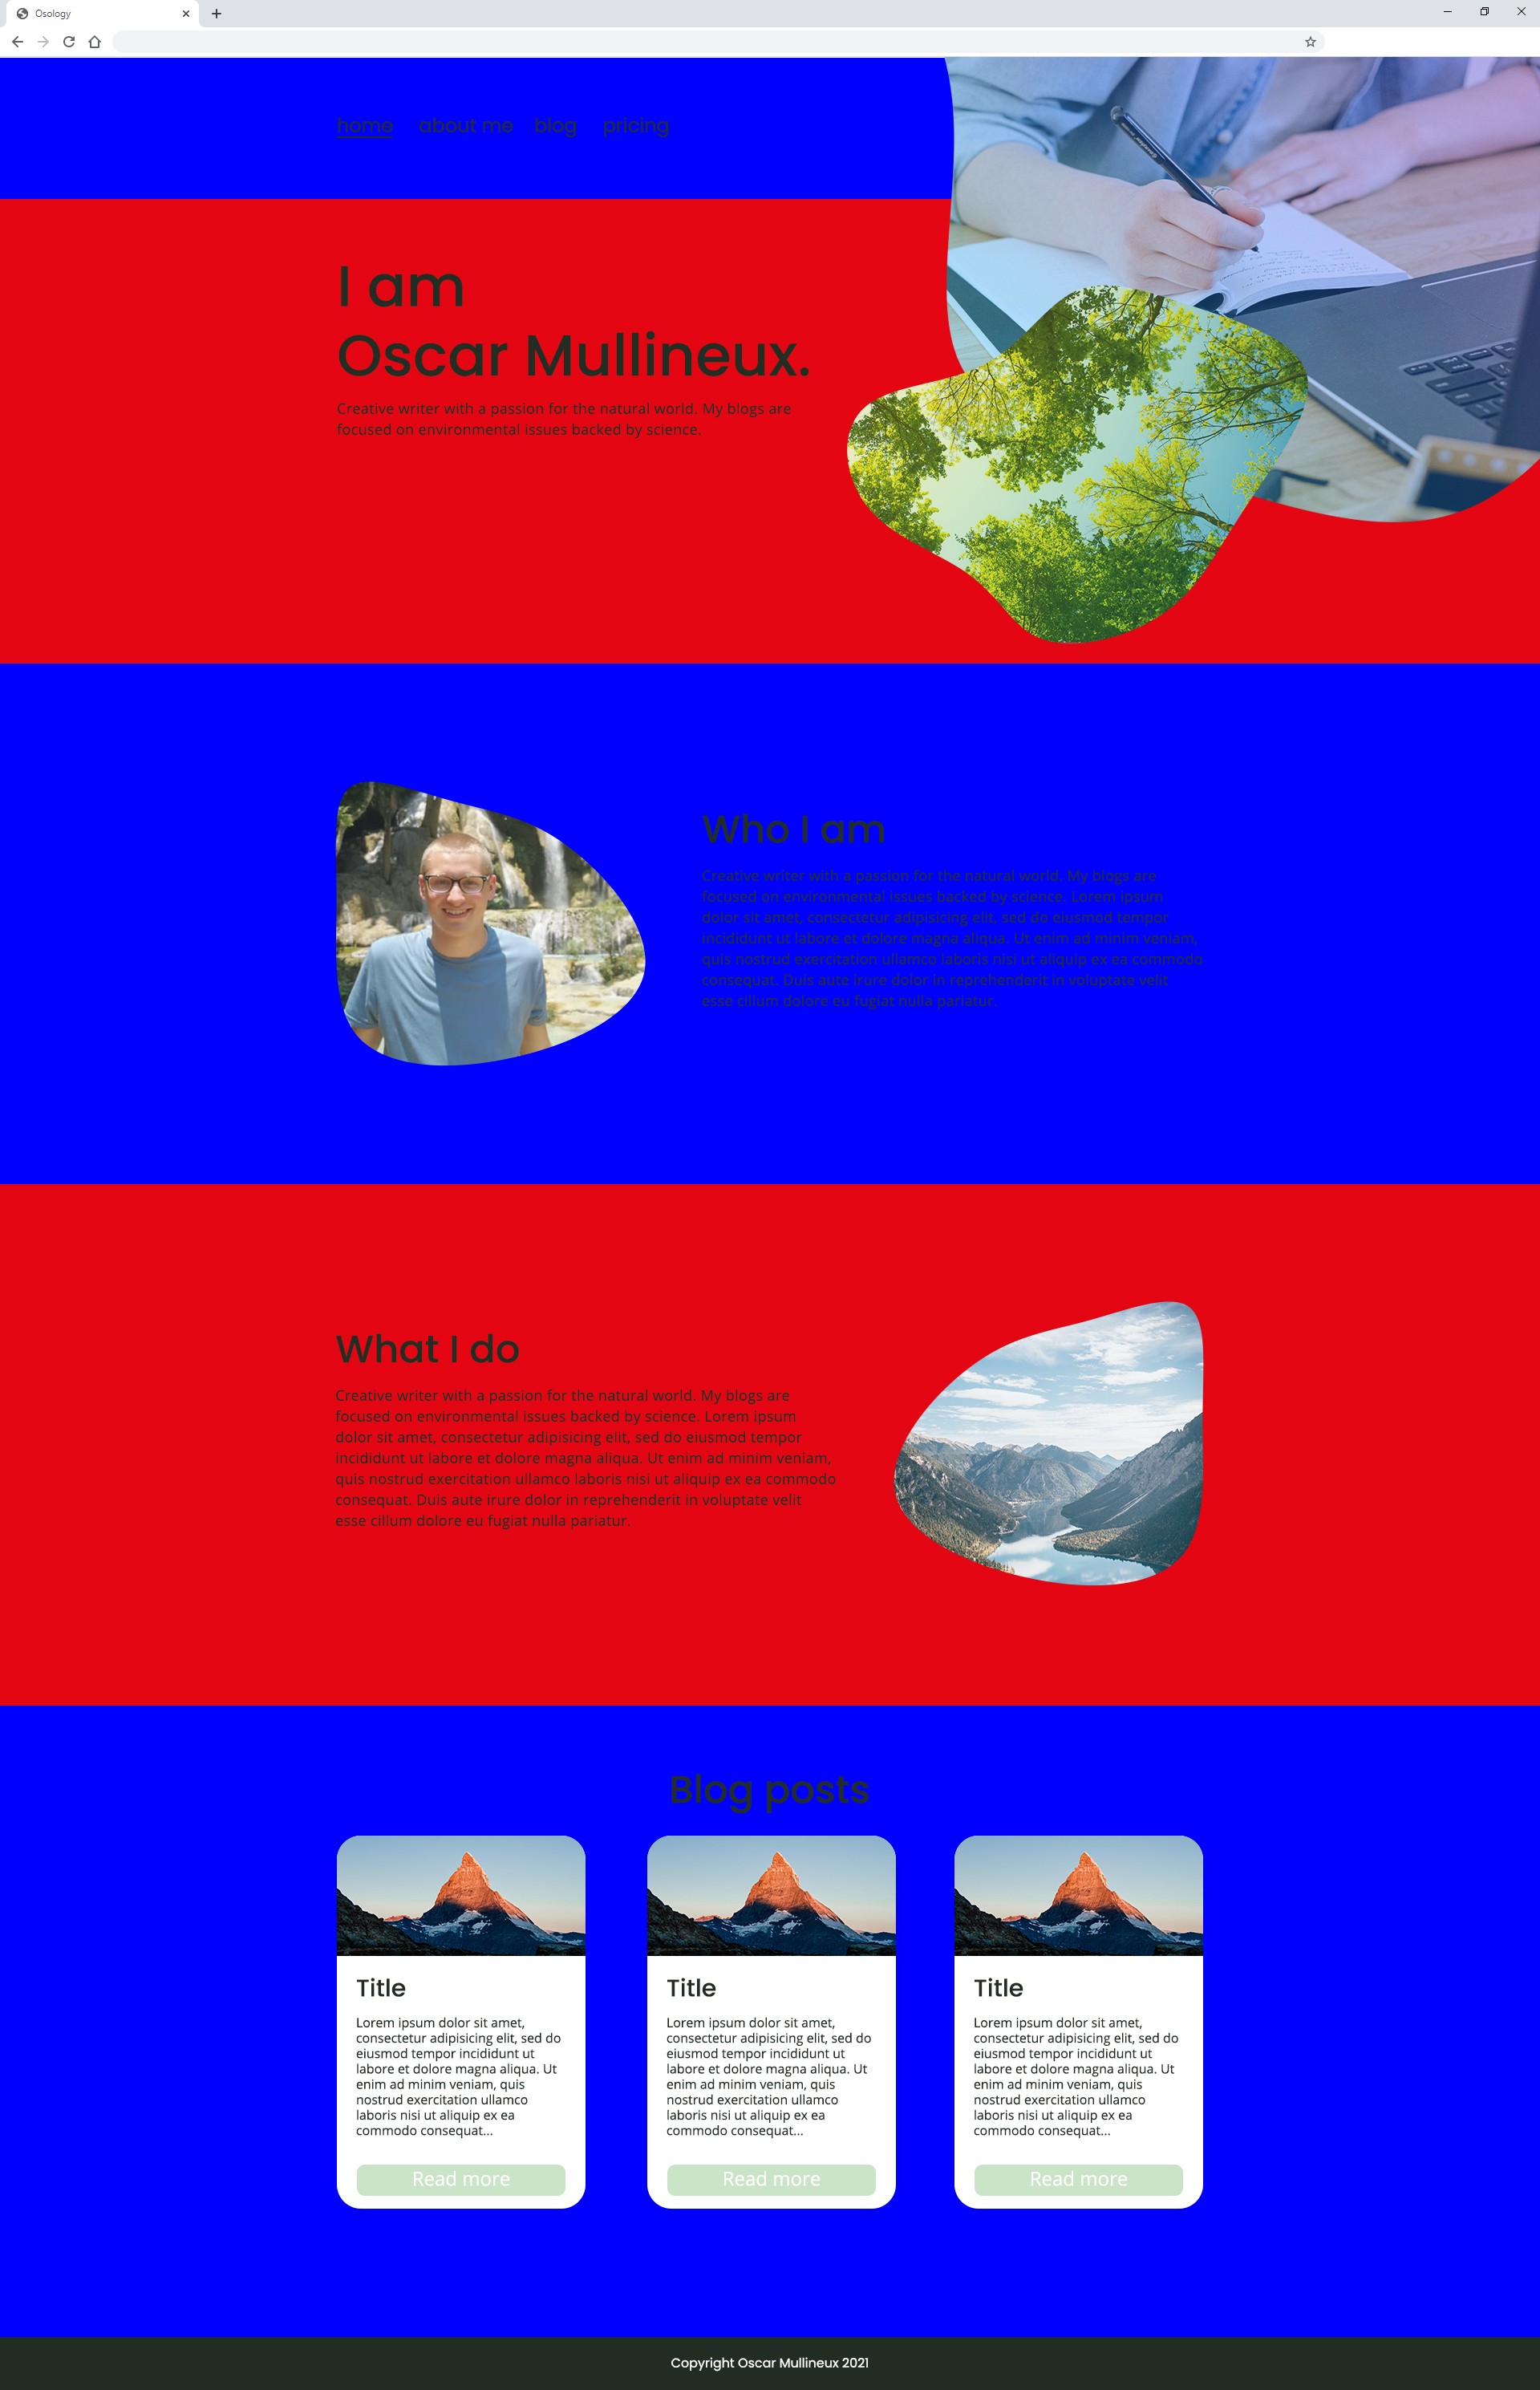 Osology
home about me blog pricing
I am
Oscar Mullineux.
Creative writer with a passion for the natural world. My blogs are
focused on environmental issues backed by science.
Who I am
Creative writer with a passion for the natural world. My blogs are
focused on environmental issues backed by science. Lorem ipsum
dolor sit amet, consectetur adipisicing elit, sed do eiusmod tempor
incididunt ut labore et dolore magna aliqua. Ut enim ad minim veniam,
quis nostrud exercitation ullamco laboris nisi ut aliquip ex ea commodo
consequat. Duis aute irure dolor in reprehenderit in voluptate velit
esse cillum dolore eu fugiat nulla pariatur.
What I do
Creative writer with a passion for the natural world. My blogs are
focused on environmental issues backed by science. Lorem ipsum
dolor sit amet, consectetur adipisicing elit, sed do eiusmod tempor
incididunt ut labore et dolore magna aliqua. Ut enim ad minim veniam,
quis nostrud exercitation ullamco laboris nisi ut aliquip ex ea commodo
consequat. Duis aute irure dolor in reprehenderit in voluptate velit
esse cillum dolore eu fugiat nulla pariatur.
Blog posts
Title
Lorem ipsum dolor sit amet,
consectetur adipisicing elit, sed do
eiusmod tempor incididunt ut
labore et dolore magna aliqua. Ut
enim ad minim veniam, quis
nostrud exercitation ullamco
laboris nisi ut aliquip ex ea
commodo consequat...
Read more
Title
Lorem ipsum dolor sit amet,
consectetur adipisicing elit, sed do
eiusmod tempor incididunt ut
labore et dolore magna aliqua. Ut
enim ad minim veniam, quis
nostrud exercitation ullamco
laboris nisi ut aliquip ex ea
commodo consequat...
Read more
Title
Lorem ipsum dolor sit amet,
consectetur adipisicing elit, sed do
eiusmod tempor incididunt ut
labore et dolore magna aliqua. Ut
enim ad minim veniam, quis
nostrud exercitation ullamco
laboris nisi ut aliquip ex ea
commodo consequat...
Read more
Copyright Oscar Mullineux 2021